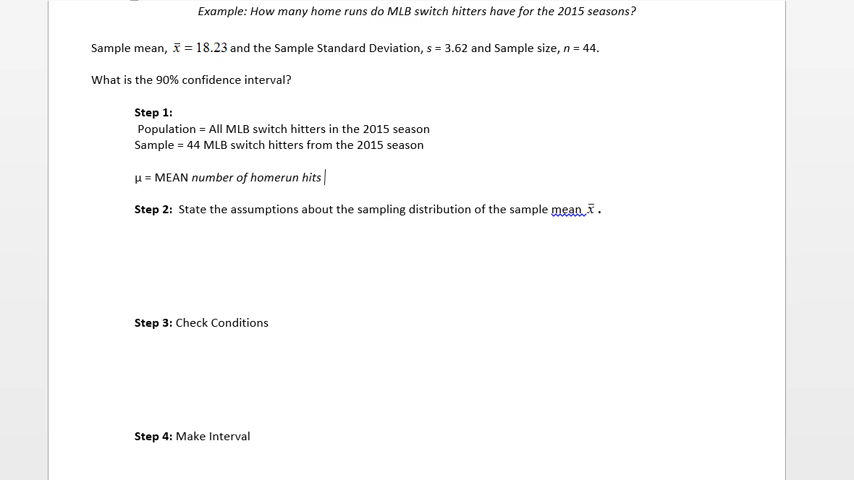 Example: How many home runs do MLB switch hitters have for the 2015 seasons?
Sample mean, x̄ = 18.23 and the Sample Standard Deviation, s = 3.62 and Sample size, n = 44.
What is the 90% confidence interval?
Step 1:
Population = All MLB switch hitters in the 2015 season
Sample = 44 MLB switch hitters from the 2015 season
μ = MEAN number of homerun hits
Step 2: State the assumptions about the sampling distribution of the sample mean x̄ .
Step 3: Check Conditions
Step 4: Make Interval